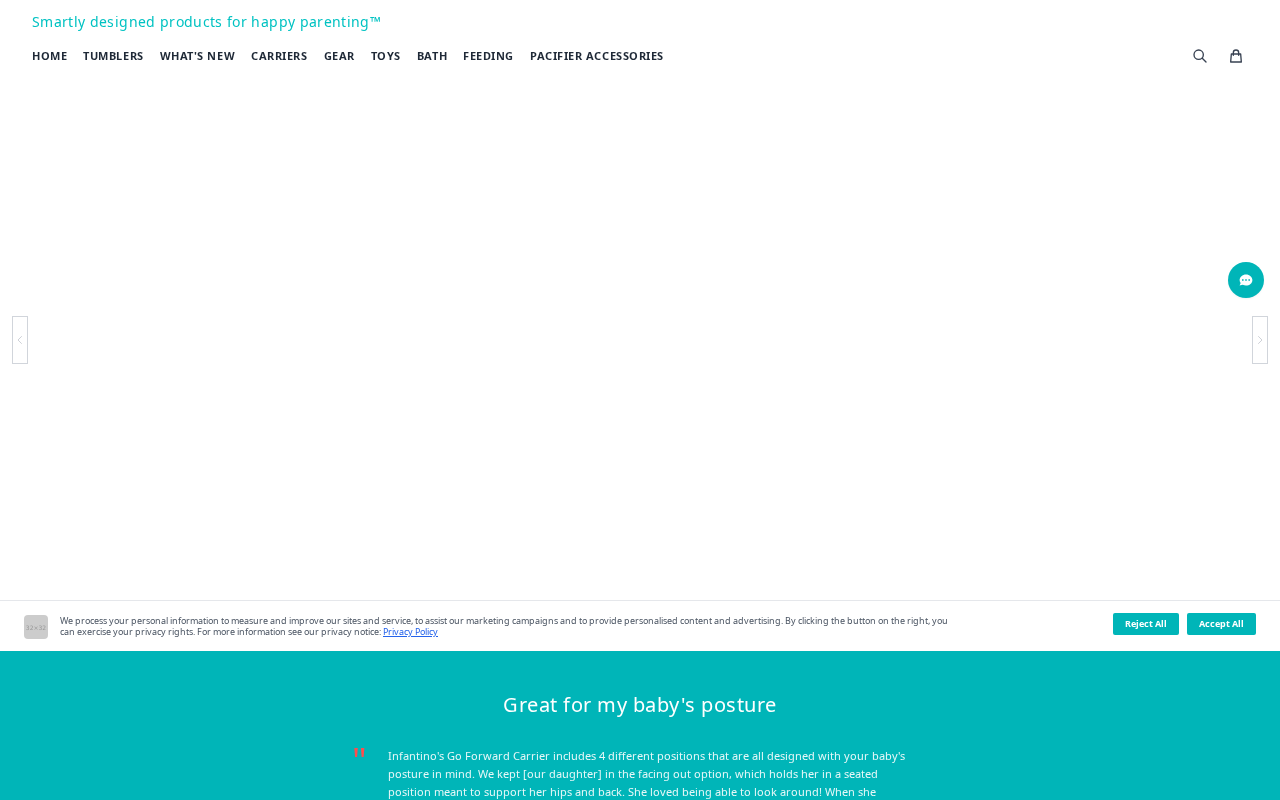 Smartly designed products for happy parenting™
HOME TUMBLERS WHAT'S NEW CARRIERS GEAR TOYS BATH FEEDING PACIFIER ACCESSORIES
32×32
We process your personal information to measure and improve our sites and service, to assist our marketing campaigns and to provide personalised content and advertising. By clicking the button on the right, you
can exercise your privacy rights. For more information see our privacy notice: Privacy Policy
Reject All
Accept All
Great for my baby's posture
"
Infantino's Go Forward Carrier includes 4 different positions that are all designed with your baby's
posture in mind. We kept [our daughter] in the facing out option, which holds her in a seated
position meant to support her hips and back. She loved being able to look around! When she